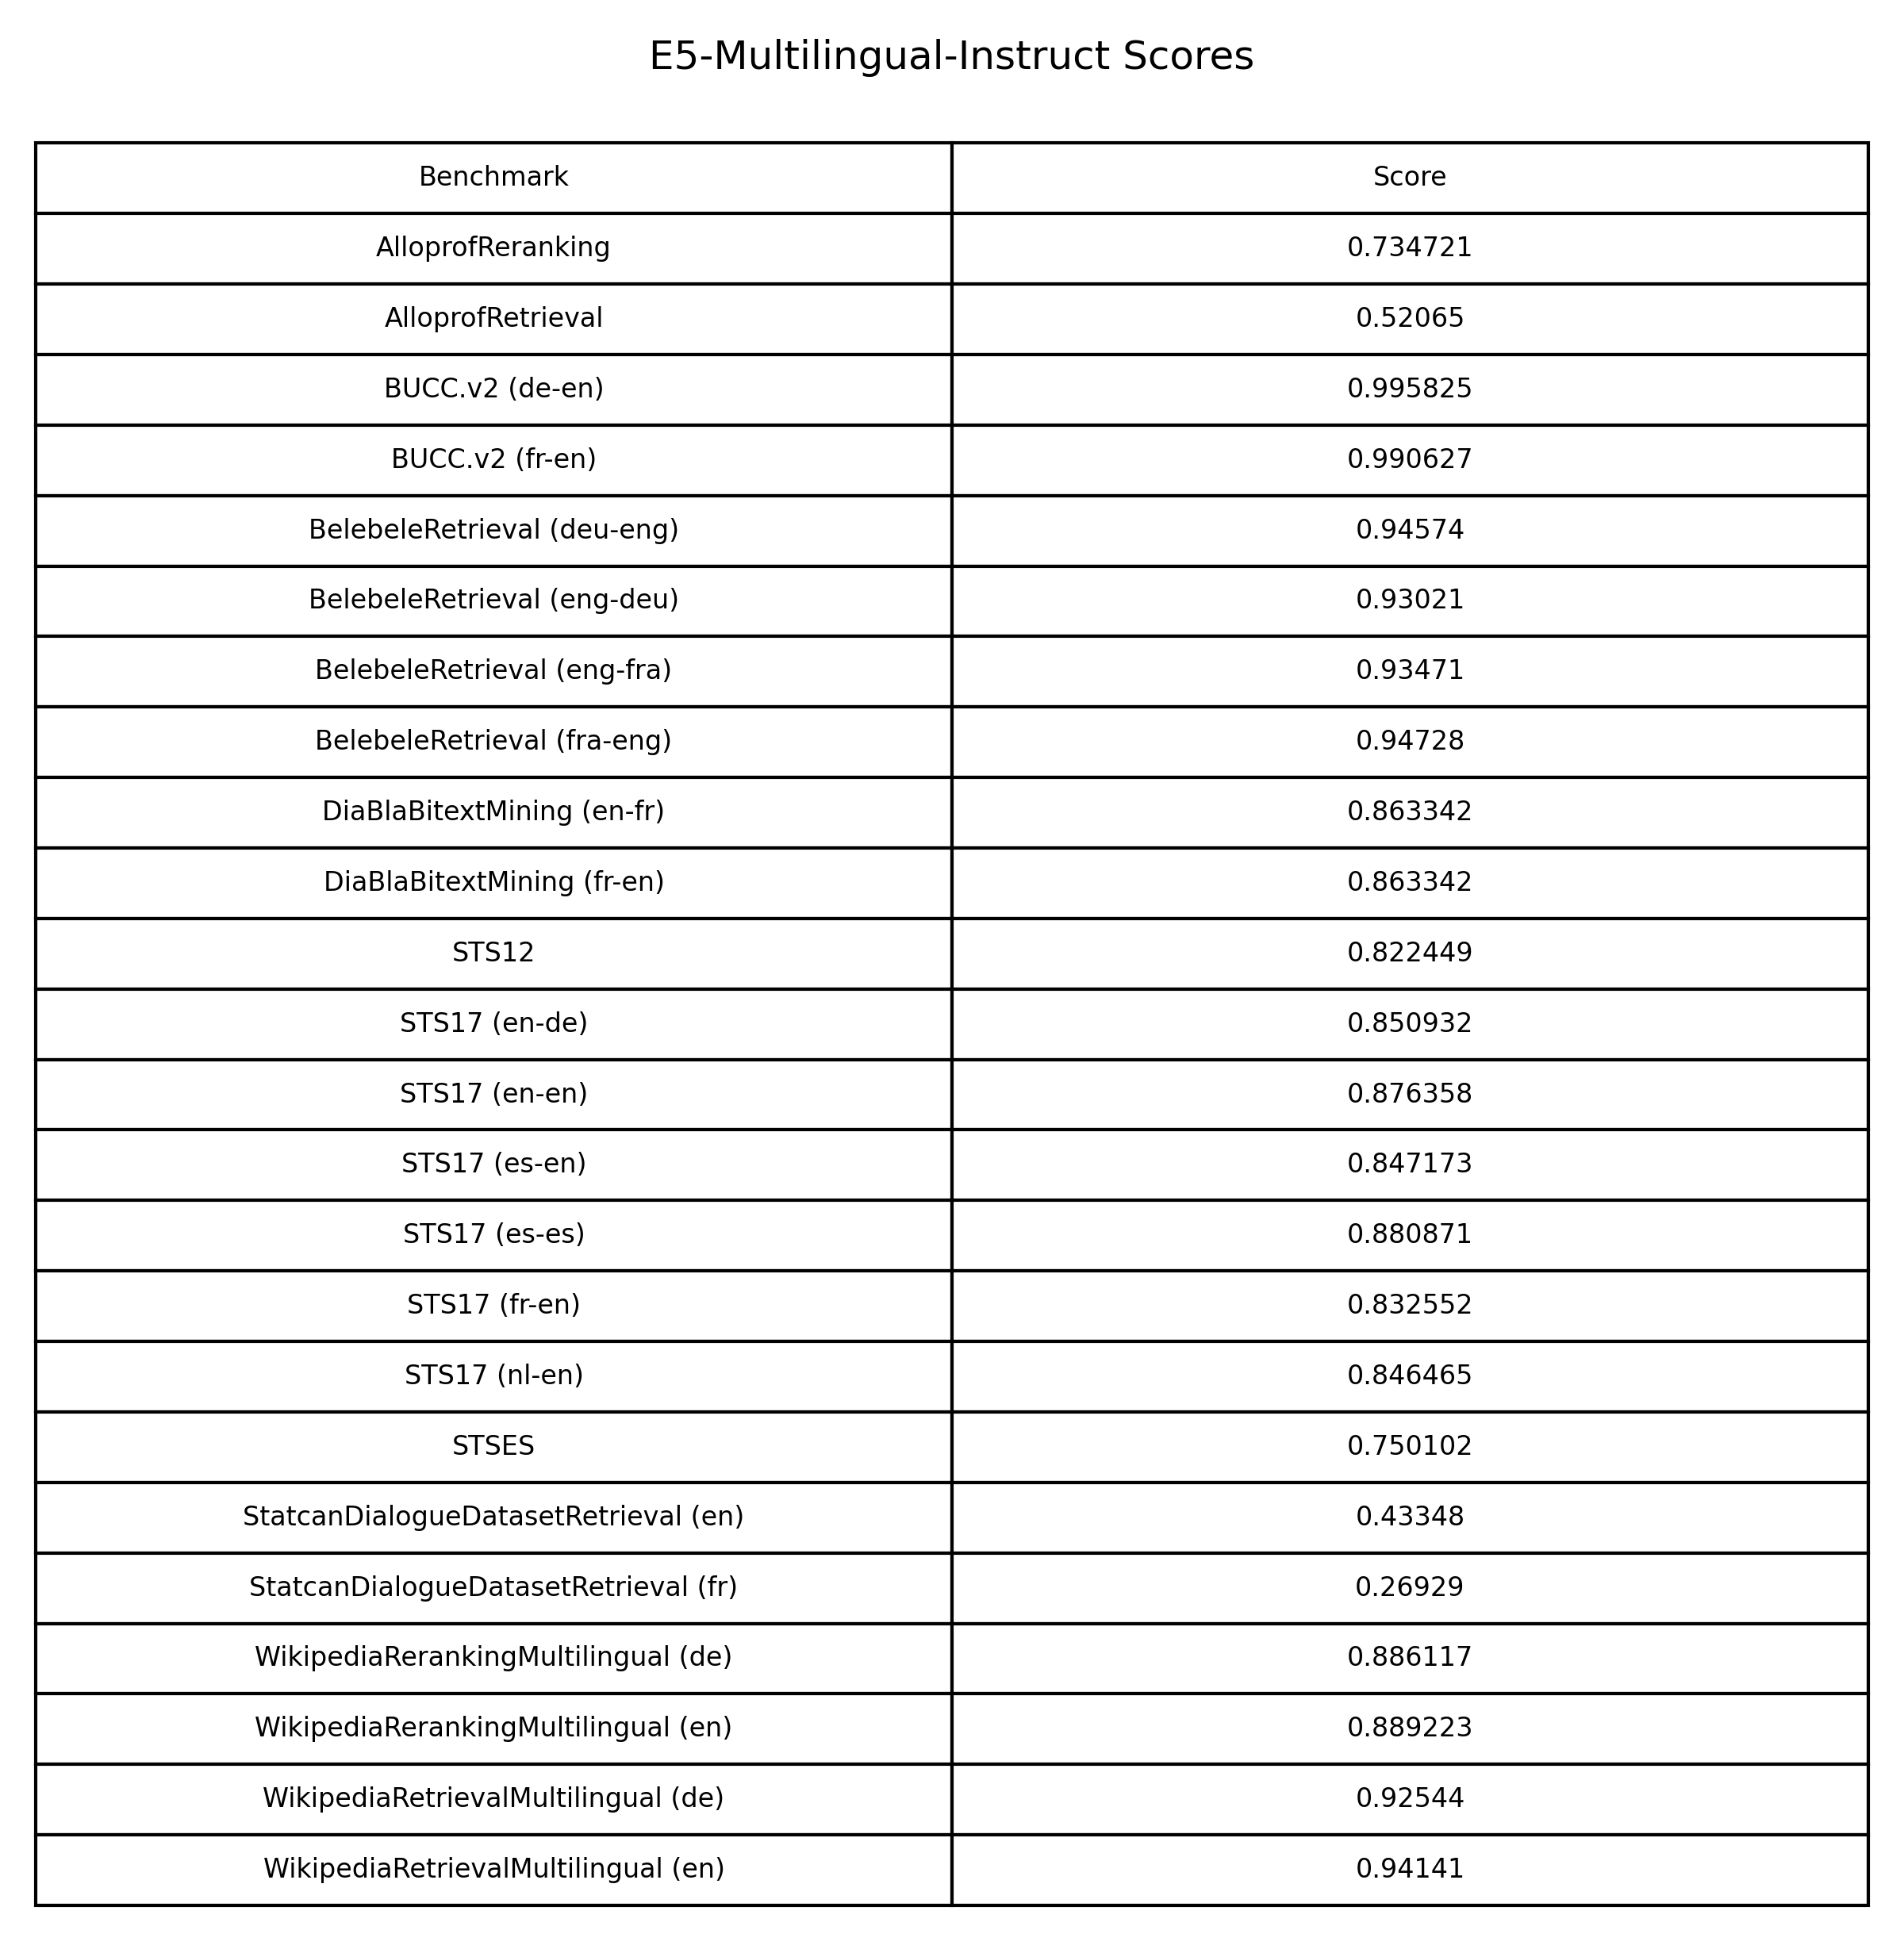 E5-Multilingual-Instruct Scores
Benchmark Score
AlloprofReranking 0.734721
AlloprofRetrieval 0.52065
BUCC.v2 (de-en) 0.995825
BUCC.v2 (fr-en) 0.990627
BelebeleRetrieval (deu-eng) 0.94574
BelebeleRetrieval (eng-deu) 0.93021
BelebeleRetrieval (eng-fra) 0.93471
BelebeleRetrieval (fra-eng) 0.94728
DiaBlaBitextMining (en-fr) 0.863342
DiaBlaBitextMining (fr-en) 0.863342
STS12 0.822449
STS17 (en-de) 0.850932
STS17 (en-en) 0.876358
STS17 (es-en) 0.847173
STS17 (es-es) 0.880871
STS17 (fr-en) 0.832552
STS17 (nl-en) 0.846465
STSES 0.750102
StatcanDialogueDatasetRetrieval (en) 0.43348
StatcanDialogueDatasetRetrieval (fr) 0.26929
WikipediaRerankingMultilingual (de) 0.886117
WikipediaRerankingMultilingual (en) 0.889223
WikipediaRetrievalMultilingual (de) 0.92544
WikipediaRetrievalMultilingual (en) 0.94141